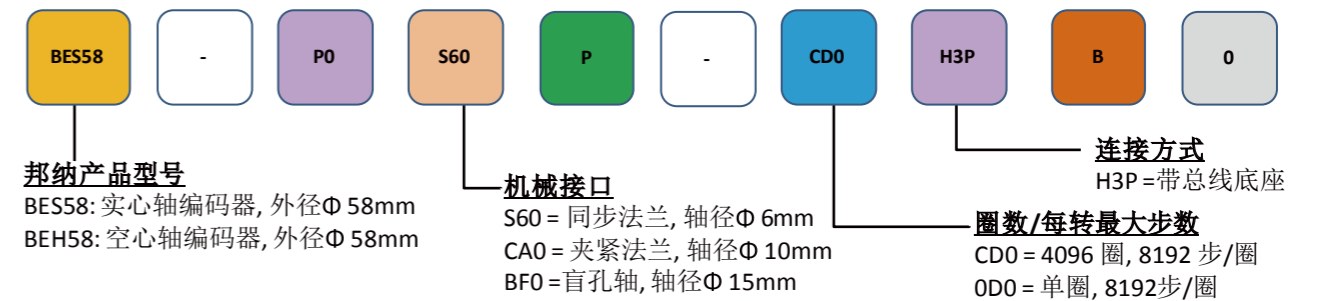 BES58 - P0 S60 P - CD0 H3P B 0
邦纳产品型号
BES58: 实心轴编码器, 外径Φ 58mm
BEH58: 空心轴编码器, 外径Φ 58mm
机械接口
S60 = 同步法兰, 轴径Φ 6mm
CA0 = 夹紧法兰, 轴径Φ 10mm
BF0 =盲孔轴, 轴径Φ 15mm
连接方式
H3P =带总线底座
圈数/每转最大步数
CD0 = 4096 圈, 8192 步/圈
0D0 = 单圈, 8192步/圈